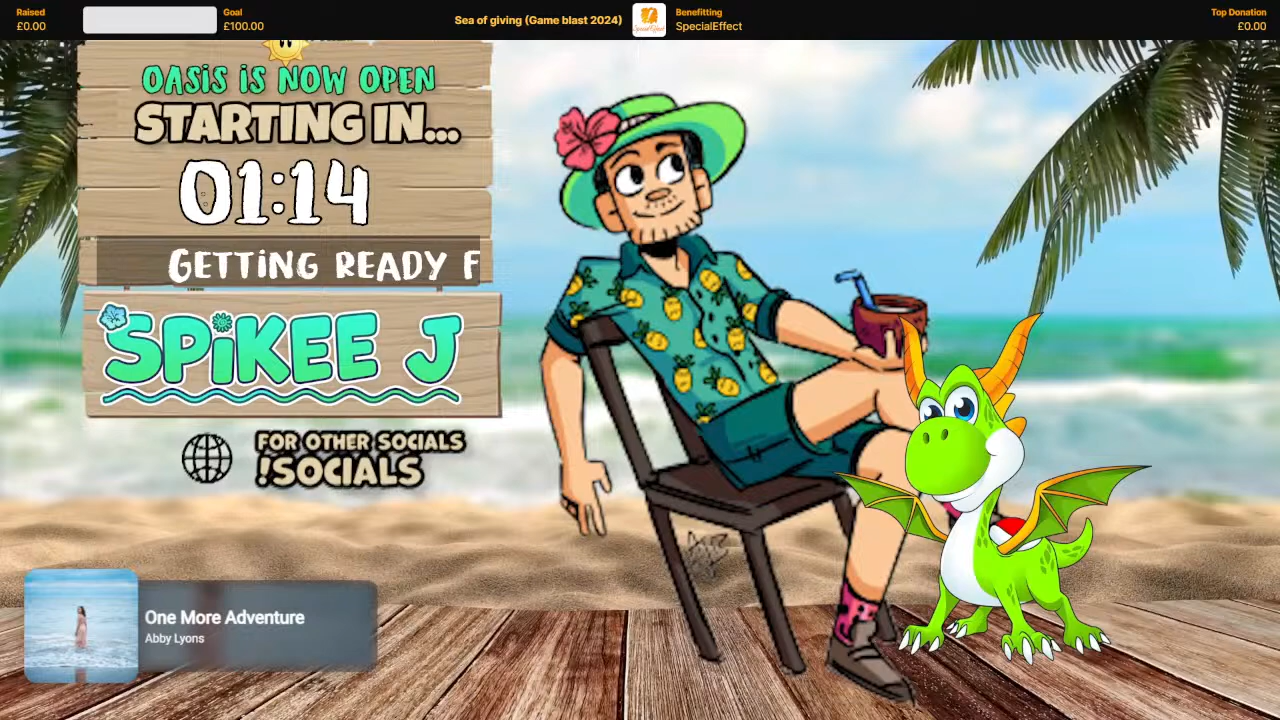 Raised
£0.00
Goal
£100.00
Sea of giving (Game blast 2024)
Benefitting
SpecialEffect
Top Donation
£0.00
OASIS IS NOW OPEN
STARTING IN...
01:14
GETTING READY F
SPIKEE J
FOR OTHER SOCIALS
!SOCIALS
One More Adventure
Abby Lyons